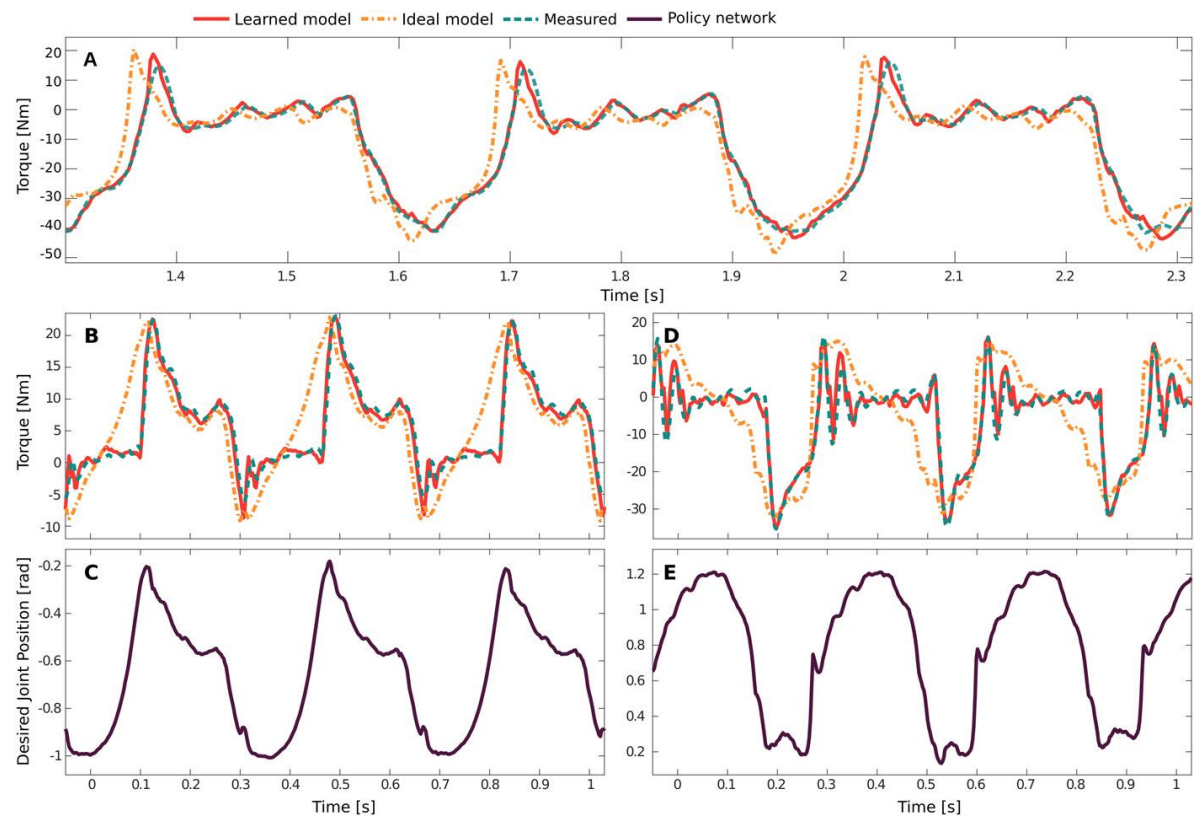 Learned model Ideal model Measured Policy network
A
Torque [Nm]
20
10
0
-10
-20
-30
-40
-50
1.4 1.5 1.6 1.7 1.8 1.9 2 2.1 2.2 2.3
Time [s]
B
Torque [Nm]
20
15
10
5
0
5
-10
D
20
10
0
-10
-20
-30
C
Desired Joint Position [rad]
-0.2
-0.4
-0.6
-0.8
-1
0 0.1 0.2 0.3 0.4 0.5 0.6 0.7 0.8 0.9 1
Time [s]
E
1.2
1
0.8
0.6
0.4
0.2
0 0.1 0.2 0.3 0.4 0.5 0.6 0.7 0.8 0.9 1
Time [s]